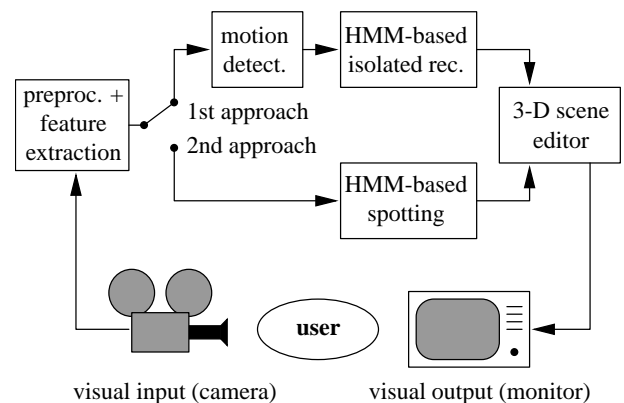 motion
detect.
HMM-based
isolated rec.
preproc. +
feature
extraction
1st approach
2nd approach
3-D scene
editor
HMM-based
spotting
user
visual input (camera)
visual output (monitor)